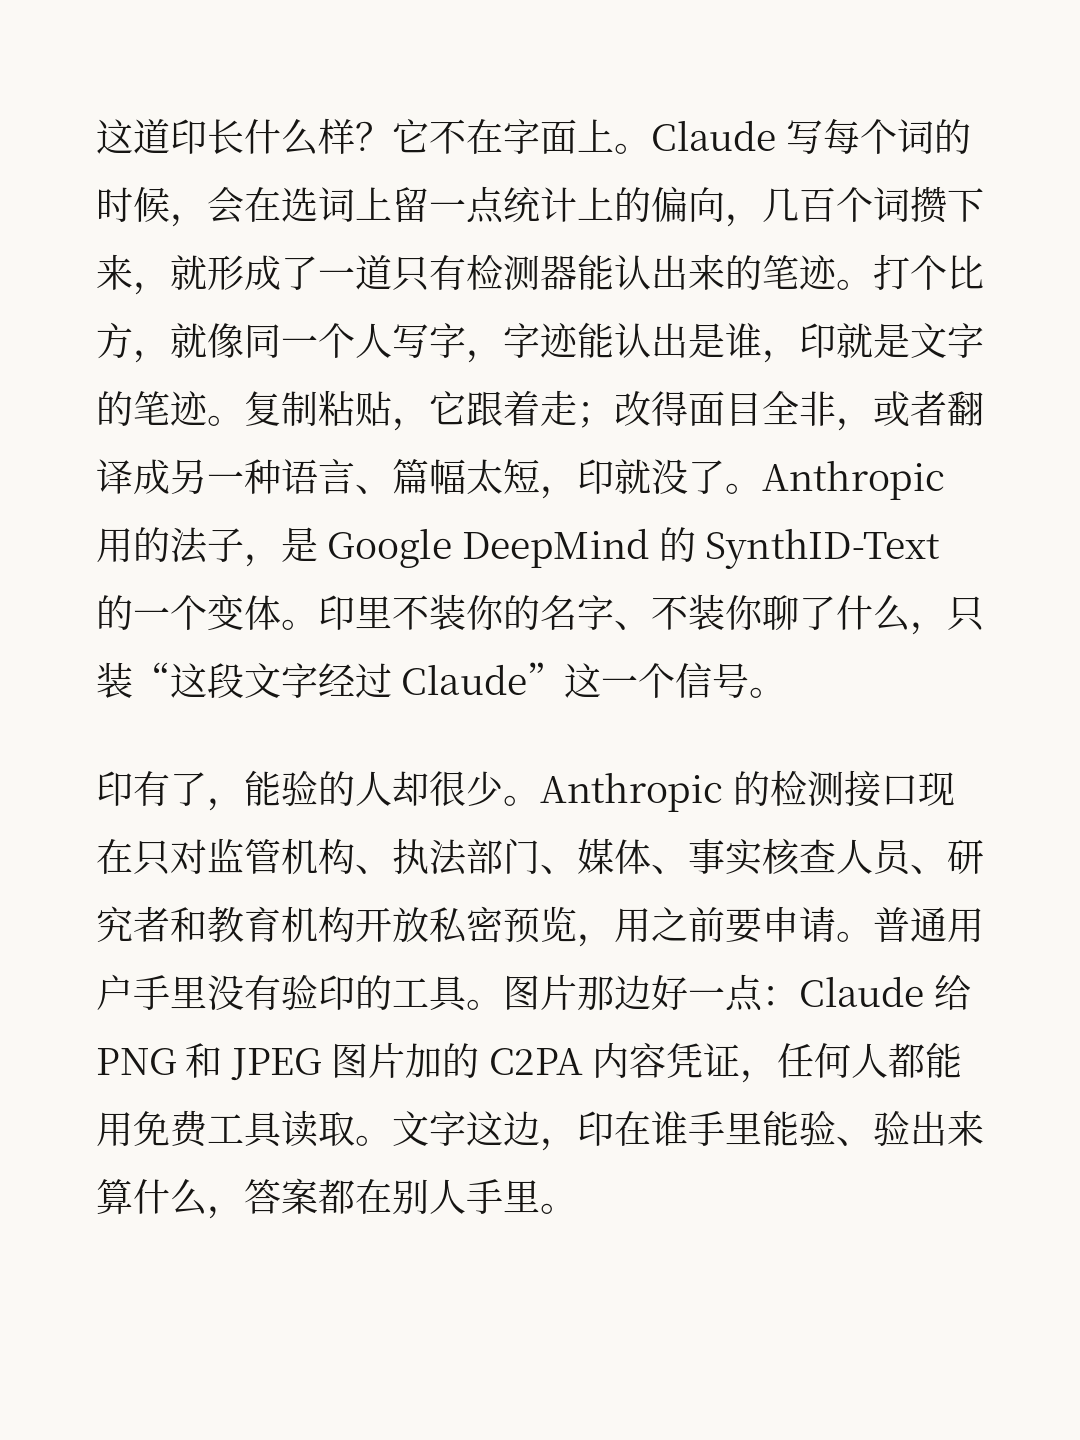 这道印长什么样？它不在字面上。Claude 写每个词的
时候，会在选词上留一点统计上的偏向，几百个词攒下
来，就形成了一道只有检测器能认出来的笔迹。打个比
方，就像同一个人写字，字迹能认出是谁，印就是文字
的笔迹。复制粘贴，它跟着走；改得面目全非，或者翻
译成另一种语言、篇幅太短，印就没了。Anthropic
用的法子，是 Google DeepMind 的 SynthID-Text
的一个变体。印里不装你的名字、不装你聊了什么，只
装“这段文字经过 Claude”这一个信号。
印有了，能验的人却很少。Anthropic 的检测接口现
在只对监管机构、执法部门、媒体、事实核查人员、研
究者和教育机构开放私密预览，用之前要申请。普通用
户手里没有验印的工具。图片那边好一点：Claude 给
PNG 和 JPEG 图片加的 C2PA 内容凭证，任何人都能
用免费工具读取。文字这边，印在谁手里能验、验出来
算什么，答案都在别人手里。